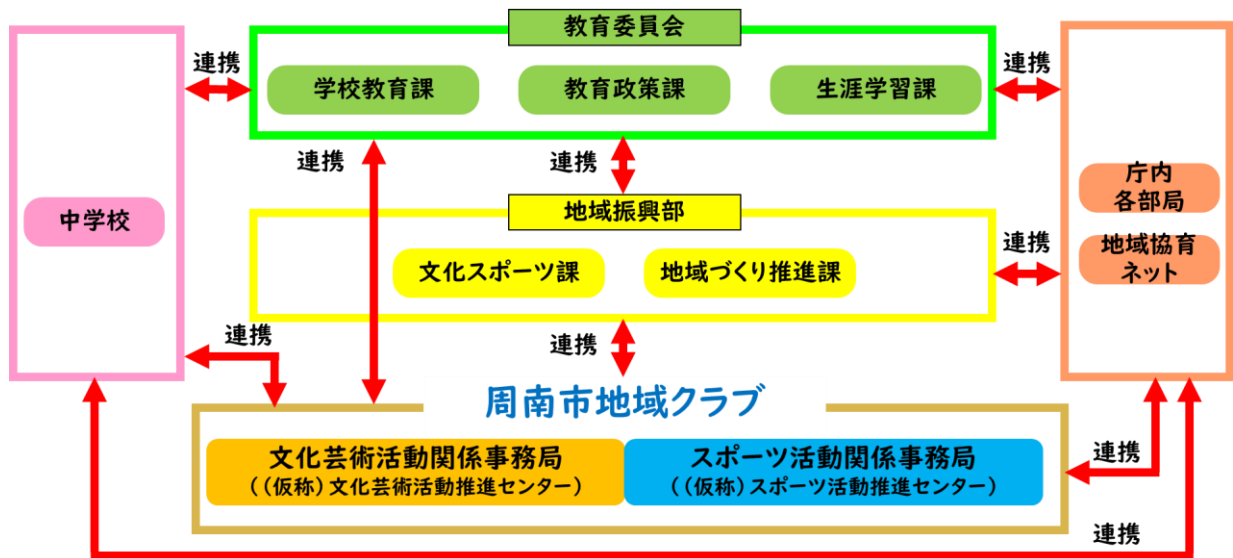 教育委員会
連携
連携
学校教育課
教育政策課
生涯学習課
連携
連携
中学校
地域振興部
庁内
各部局
連携
地域協育
ネット
文化スポーツ課
地域づくり推進課
連携
連携
周南市地域クラブ
文化芸術活動関係事務局
((仮称)文化芸術活動推進センター)
スポーツ活動関係事務局
((仮称)スポーツ活動推進センター)
連携
連携